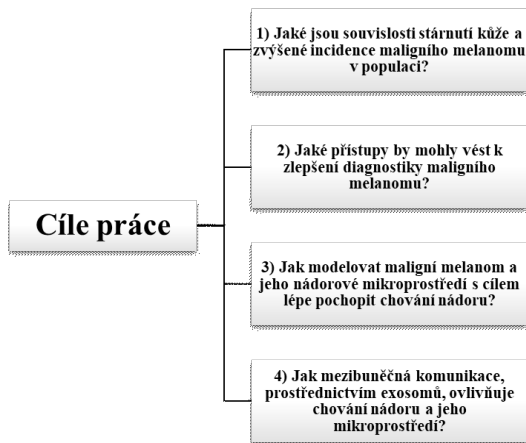 Cíle práce
1) Jaké jsou souvislosti stárnutí kůže a
zvýšené incidence maligního melanomu
v populaci?
2) Jaké přístupy by mohly vést k
zlepšení diagnostiky maligního
melanomu?
3) Jak modelovat maligní melanom a
jeho nádorové mikroprostředí s cílem
lépe pochopit chování nádoru?
4) Jak mezibuněčná komunikace,
prostřednictvím exosomů, ovlivňuje
chování nádoru a jeho
mikroprostředí?